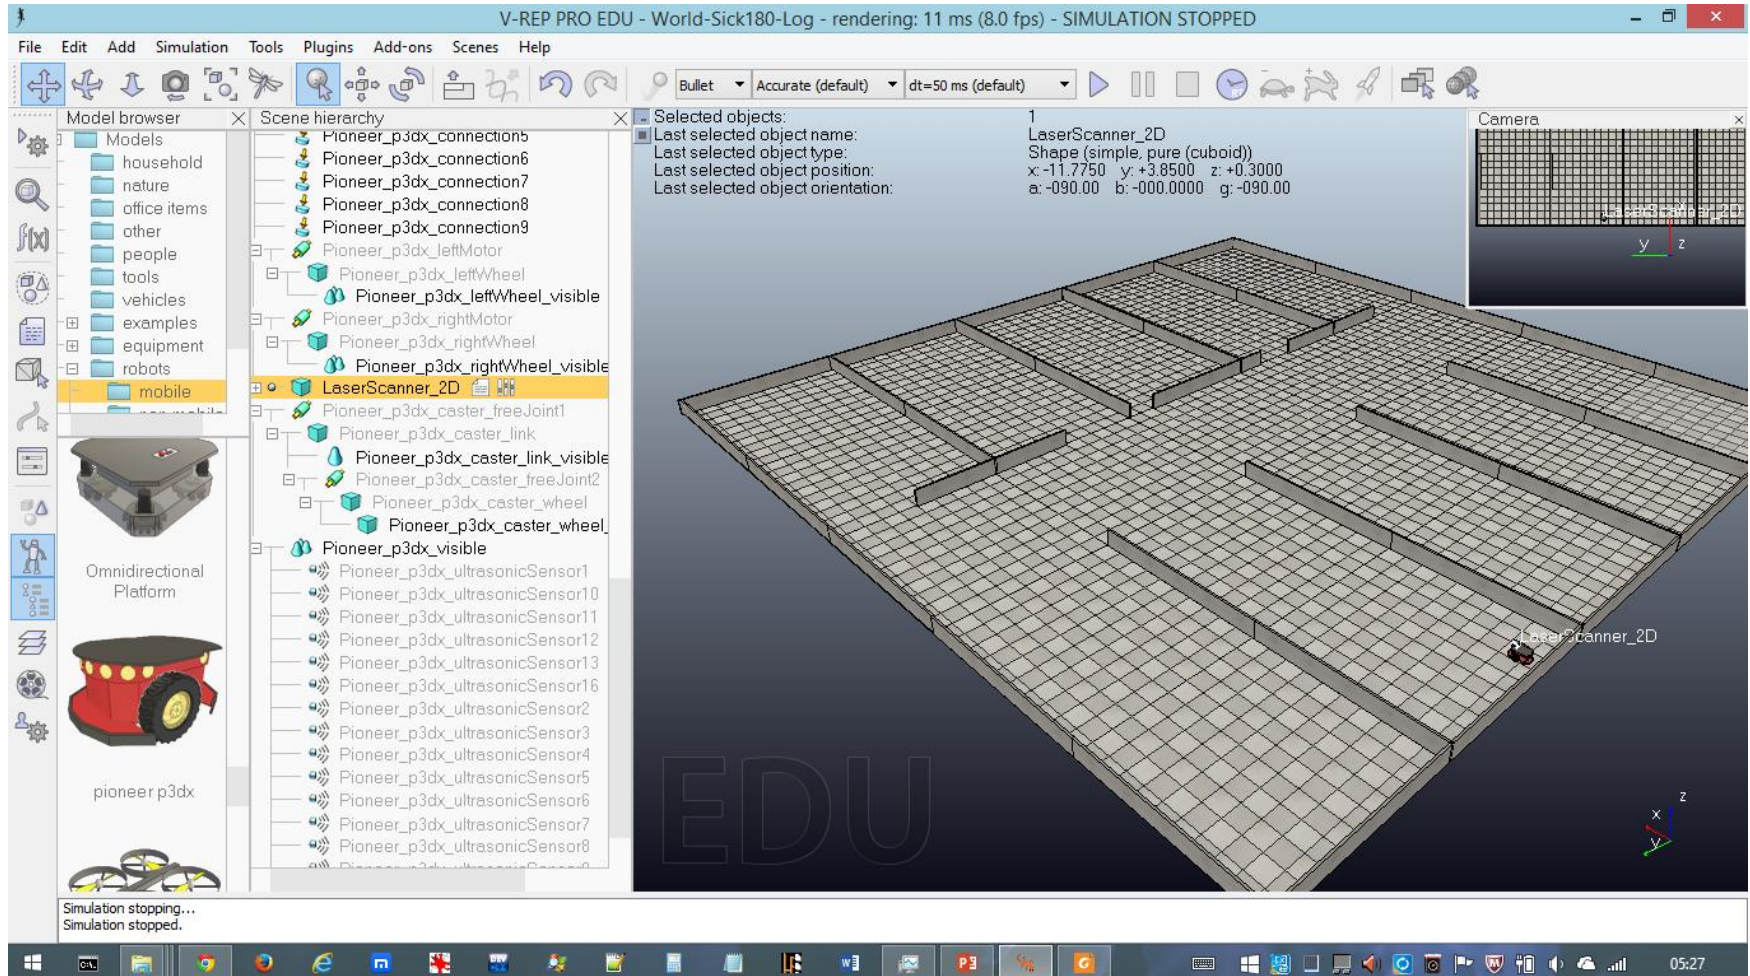 V-REP PRO EDU - World-Sick180-Log - rendering: 11 ms (8.0 fps) - SIMULATION STOPPED
File Edit Add Simulation Tools Plugins Add-ons Scenes Help
Bullet Accurate (default) dt=50 ms (default)
Model browser
Models
household
nature
office items
other
people
tools
vehicles
examples
equipment
robots
mobile
Omnidirectional
Platform
pioneer p3dx
Scene hierarchy
Pioneer_p3dx_connection5
Pioneer_p3dx_connection6
Pioneer_p3dx_connection7
Pioneer_p3dx_connection8
Pioneer_p3dx_connection9
Pioneer_p3dx_leftMotor
Pioneer_p3dx_leftWheel
Pioneer_p3dx_leftWheel_visible
Pioneer_p3dx_rightMotor
Pioneer_p3dx_rightWheel
Pioneer_p3dx_rightWheel_visible
LaserScanner_2D
Pioneer_p3dx_caster_freeJoint1
Pioneer_p3dx_caster_link
Pioneer_p3dx_caster_link_visible
Pioneer_p3dx_caster_freeJoint2
Pioneer_p3dx_caster_wheel
Pioneer_p3dx_caster_wheel_
Pioneer_p3dx_visible
Pioneer_p3dx_ultrasonicSensor1
Pioneer_p3dx_ultrasonicSensor10
Pioneer_p3dx_ultrasonicSensor11
Pioneer_p3dx_ultrasonicSensor12
Pioneer_p3dx_ultrasonicSensor13
Pioneer_p3dx_ultrasonicSensor16
Pioneer_p3dx_ultrasonicSensor2
Pioneer_p3dx_ultrasonicSensor3
Pioneer_p3dx_ultrasonicSensor4
Pioneer_p3dx_ultrasonicSensor5
Pioneer_p3dx_ultrasonicSensor6
Pioneer_p3dx_ultrasonicSensor7
Pioneer_p3dx_ultrasonicSensor8
Selected objects: 1
Last selected object name: LaserScanner_2D
Last selected object type: Shape (simple, pure (cuboid))
Last selected object position: x: -11.7750 y: +3.8500 z: +0.3000
Last selected object orientation: a: -090.00 b: -000.0000 g: -090.00
Camera
LaserScanner_2D
y z
LaserScanner_2D
EDU
z
x
y
Simulation stopping...
Simulation stopped.
05:27